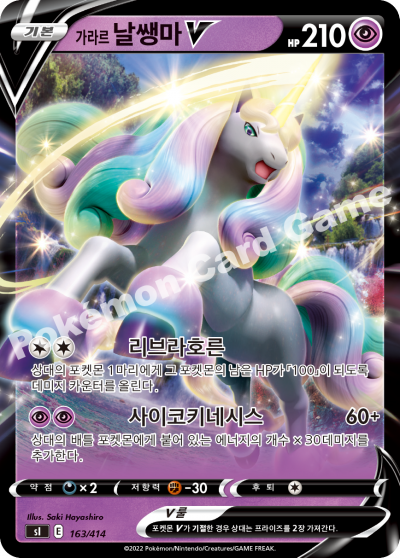 기본 가라르 날쌩마 V HP 210
Pokémon Card Game
리브라호른
상대의 포켓몬 1마리에게 그 포켓몬의 남은 HP가 「100」이 되도록
데미지 카운터를 올린다.
사이코키네시스 60+
상대의 배틀 포켓몬에게 붙어 있는 에너지의 개수 ×30데미지를
추가한다.
약점 ×2 저항력 -30 후퇴
Illus. Saki Hayashiro
V 룰
sI E 163/414
포켓몬 V가 기절한 경우 상대는 프라이즈를 2장 가져간다.
©2022 Pokémon/Nintendo/Creatures/GAME FREAK.